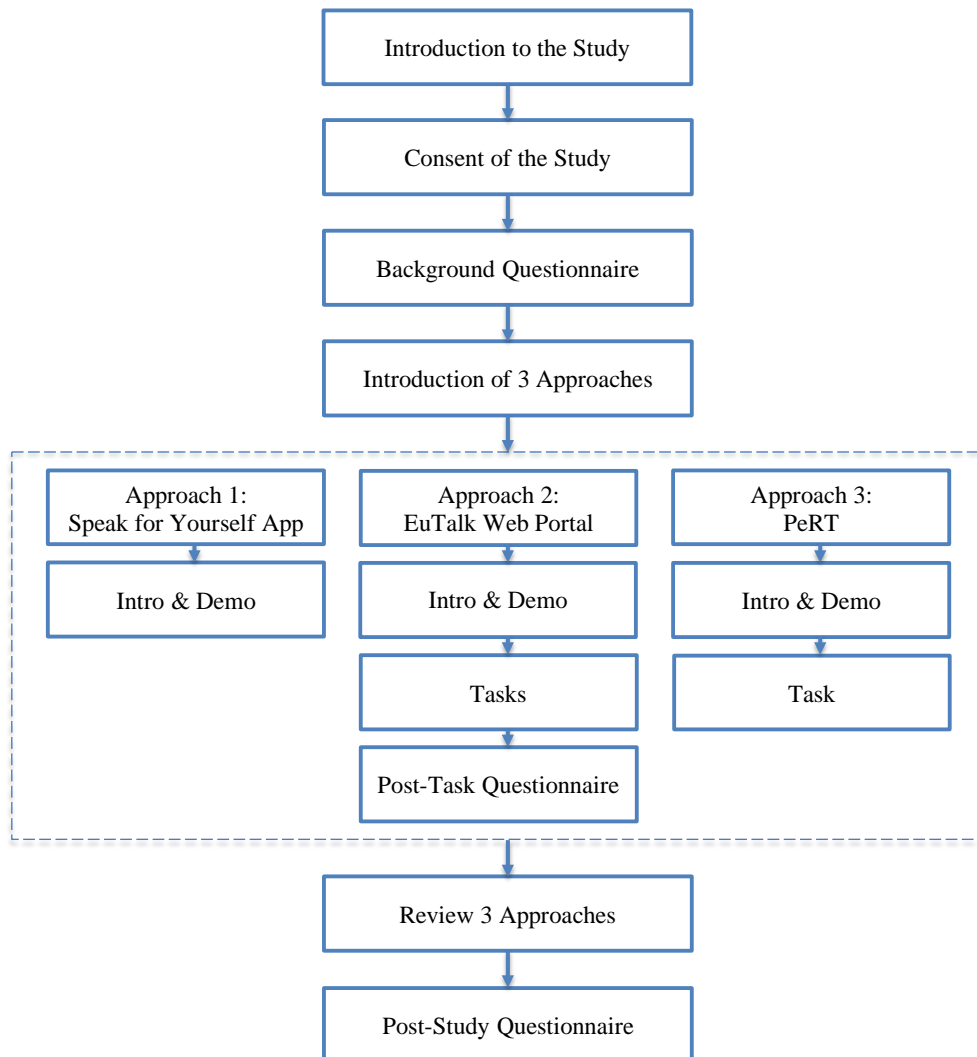 Introduction to the Study
Consent of the Study
Background Questionnaire
Introduction of 3 Approaches
Approach 1:
Speak for Yourself App
Intro & Demo
Approach 2:
EuTalk Web Portal
Intro & Demo
Tasks
Post-Task Questionnaire
Approach 3:
PeRT
Intro & Demo
Task
Review 3 Approaches
Post-Study Questionnaire